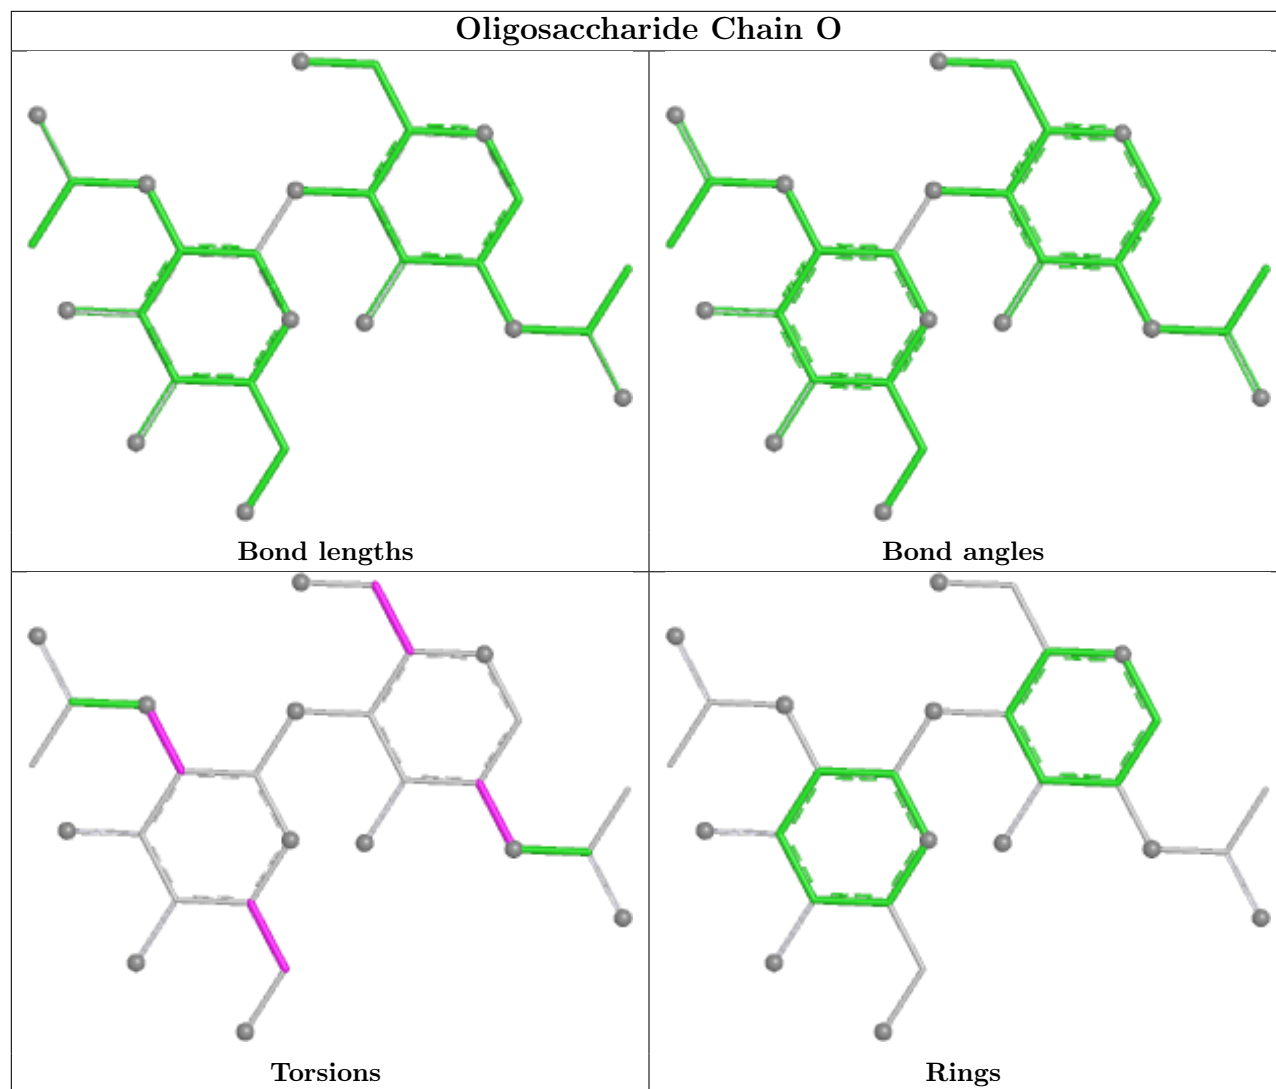 Oligosaccharide Chain O
Bond lengths
Bond angles
Torsions
Rings